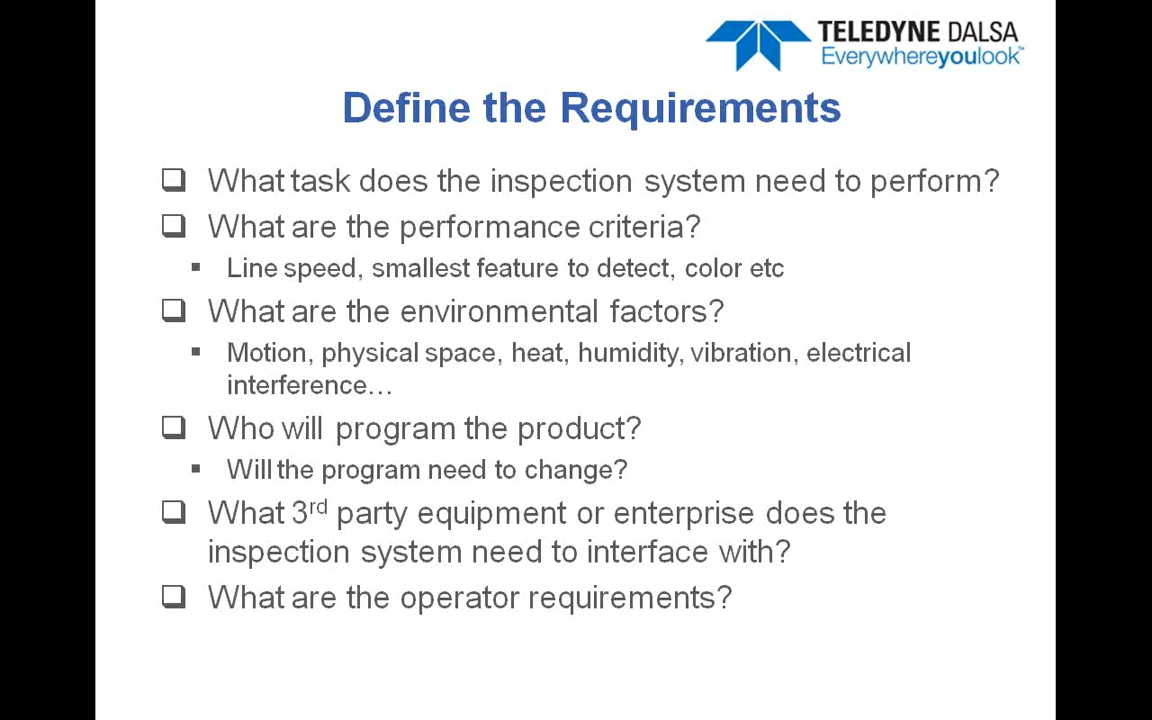 TELEDYNE DALSA
Everywhereyoulook™
Define the Requirements
What task does the inspection system need to perform?
What are the performance criteria?
Line speed, smallest feature to detect, color etc
What are the environmental factors?
Motion, physical space, heat, humidity, vibration, electrical
interference…
Who will program the product?
Will the program need to change?
What 3rd party equipment or enterprise does the
inspection system need to interface with?
What are the operator requirements?